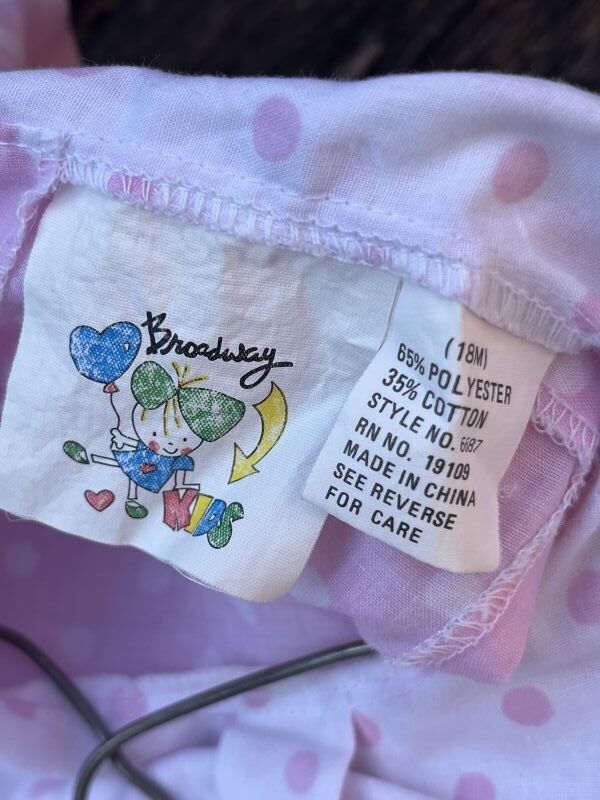 Broadway
KIDS
(18M)
65% POLYESTER
35% COTTON
STYLE NO. 6187
RN NO. 19109
MADE IN CHINA
SEE REVERSE
FOR CARE